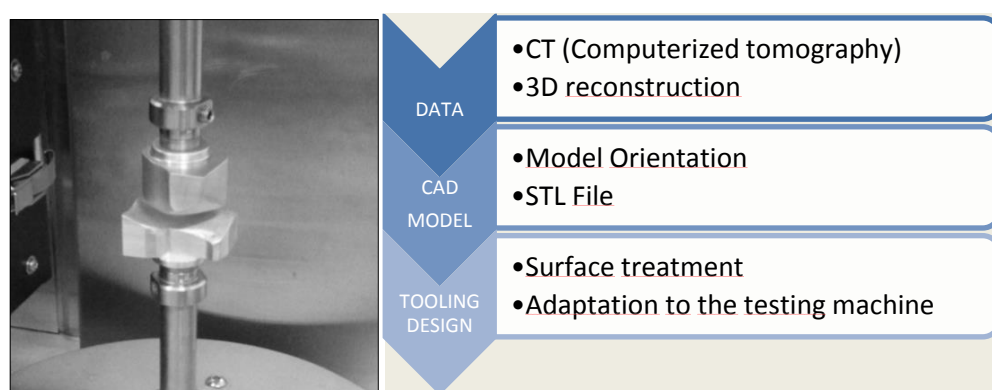 DATA
•CT (Computerized tomography)
•3D reconstruction
CAD
MODEL
•Model Orientation
•STL File
TOOLING
DESIGN
•Surface treatment
•Adaptation to the testing machine